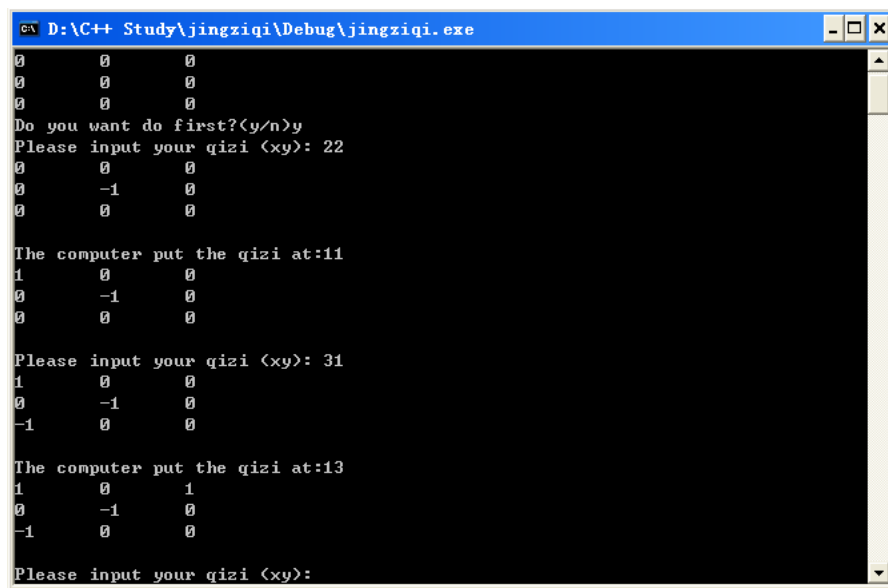 D:\C++ Study\jingziqi\Debug\jingziqi.exe
0 0 0
0 0 0
0 0 0
Do you want do first?(y/n)y
Please input your qizi (xy): 22
0 0 0
0 -1 0
0 0 0
The computer put the qizi at:11
1 0 0
0 -1 0
0 0 0
Please input your qizi (xy): 31
1 0 0
0 -1 0
-1 0 0
The computer put the qizi at:13
1 0 1
0 -1 0
-1 0 0
Please input your qizi (xy):